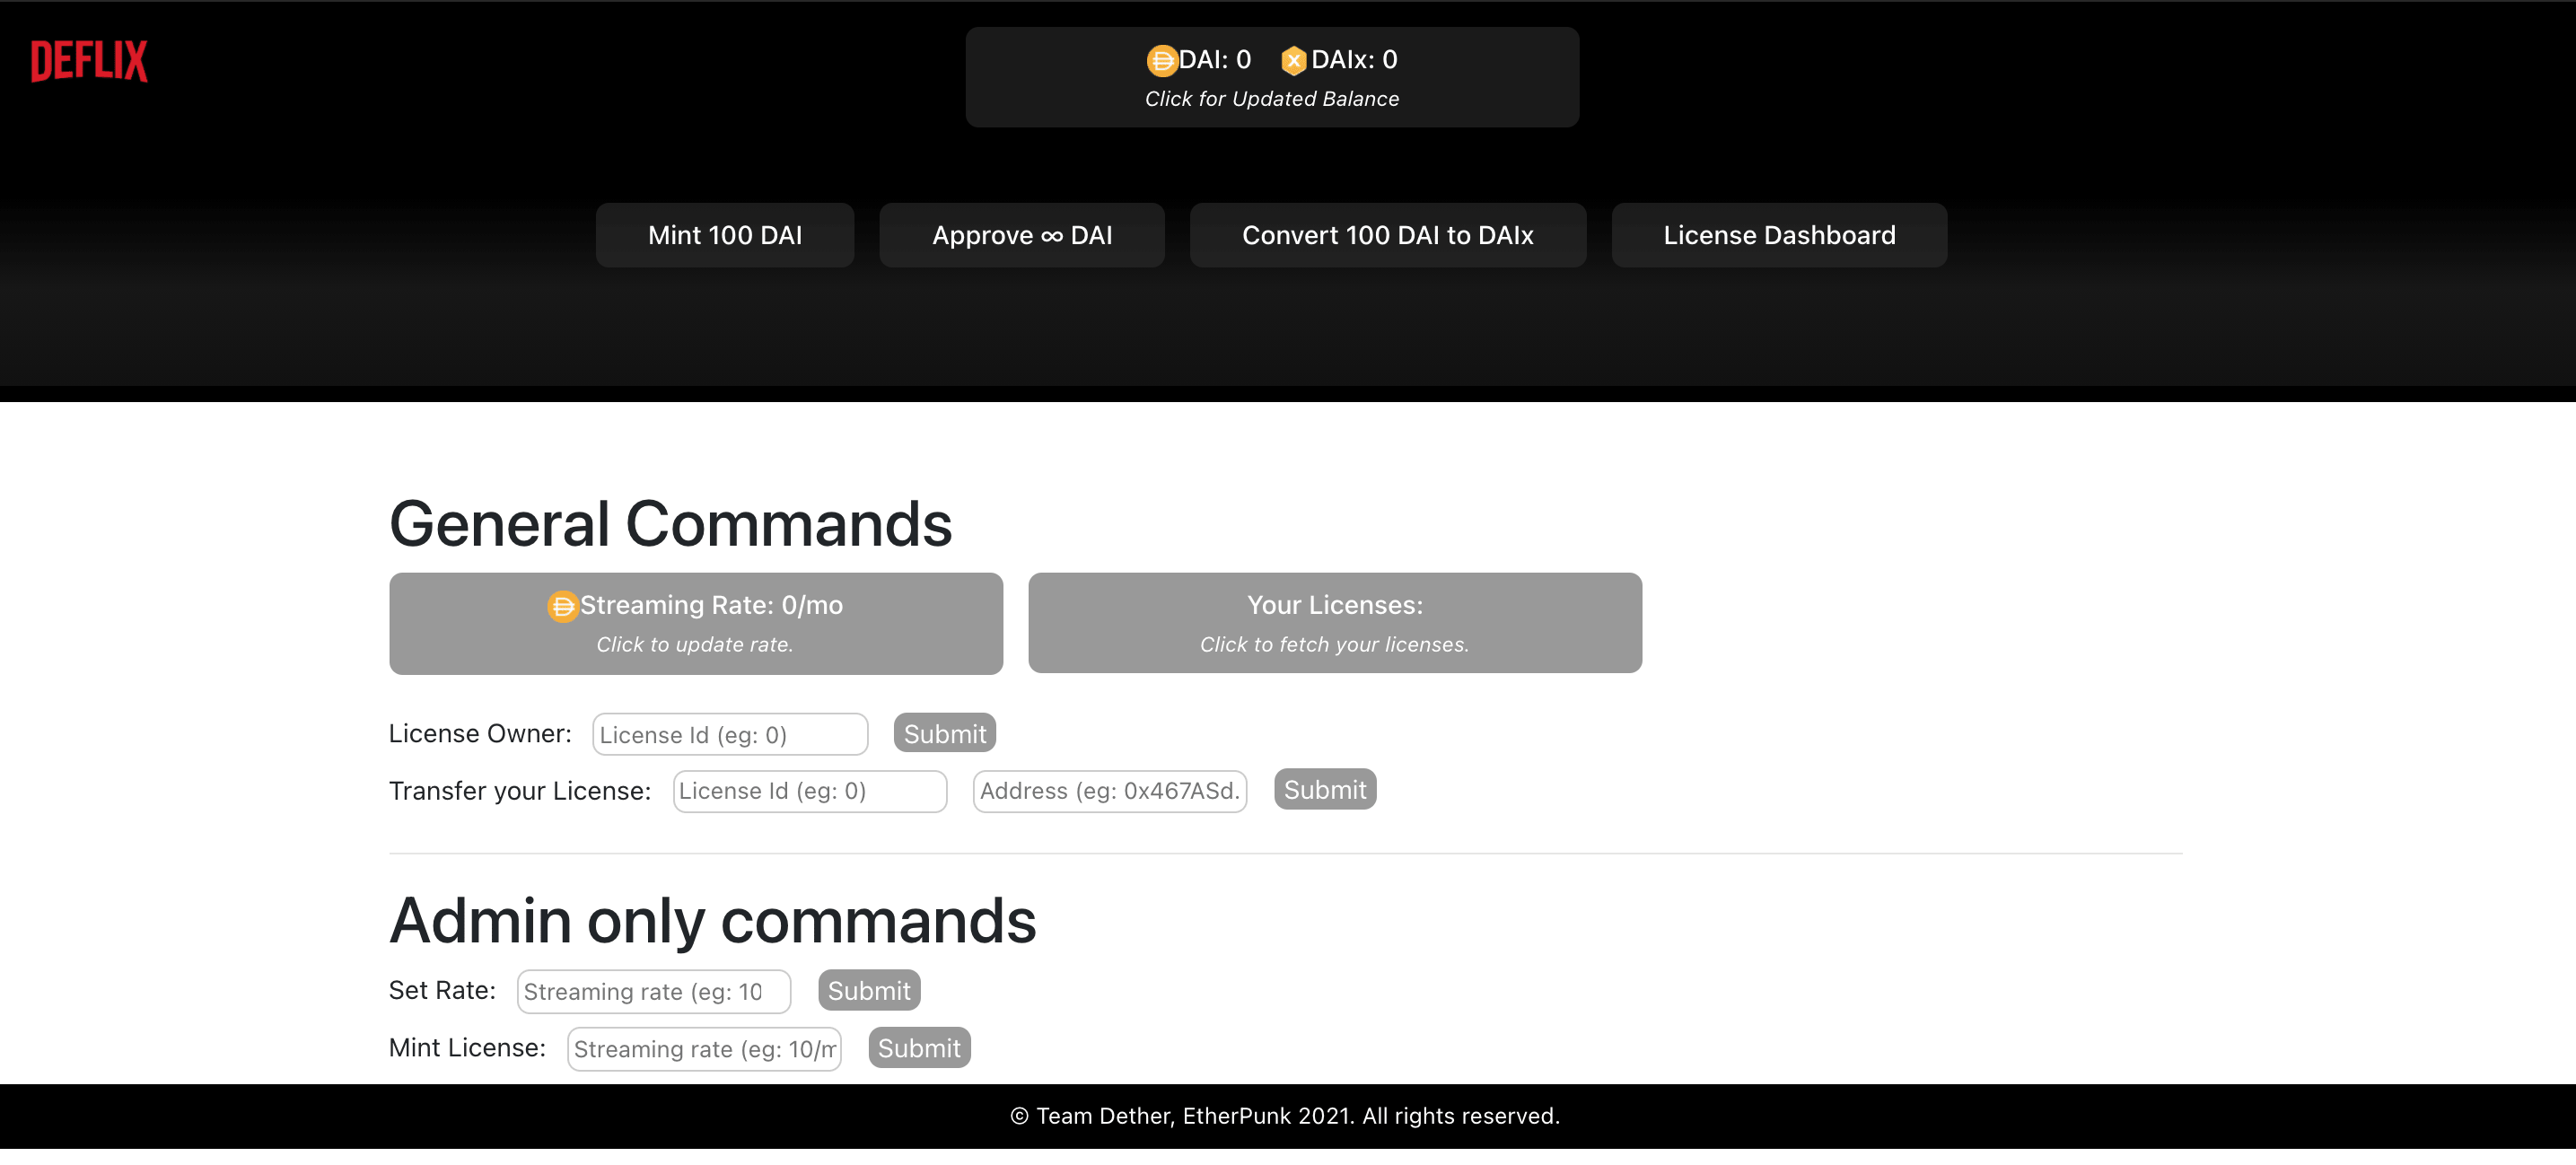 DEFLIX
DAI: 0 DAIx: 0
Click for Updated Balance
Mint 100 DAI Approve ∞ DAI Convert 100 DAI to DAIx License Dashboard
General Commands
Streaming Rate: 0/mo Your Licenses:
Click to update rate. Click to fetch your licenses.
License Owner: License Id (eg: 0) Submit
Transfer your License: License Id (eg: 0) Address (eg: 0x467ASd. Submit
Admin only commands
Set Rate: Streaming rate (eg: 10 Submit
Mint License: Streaming rate (eg: 10/m Submit
© Team Dether, EtherPunk 2021. All rights reserved.